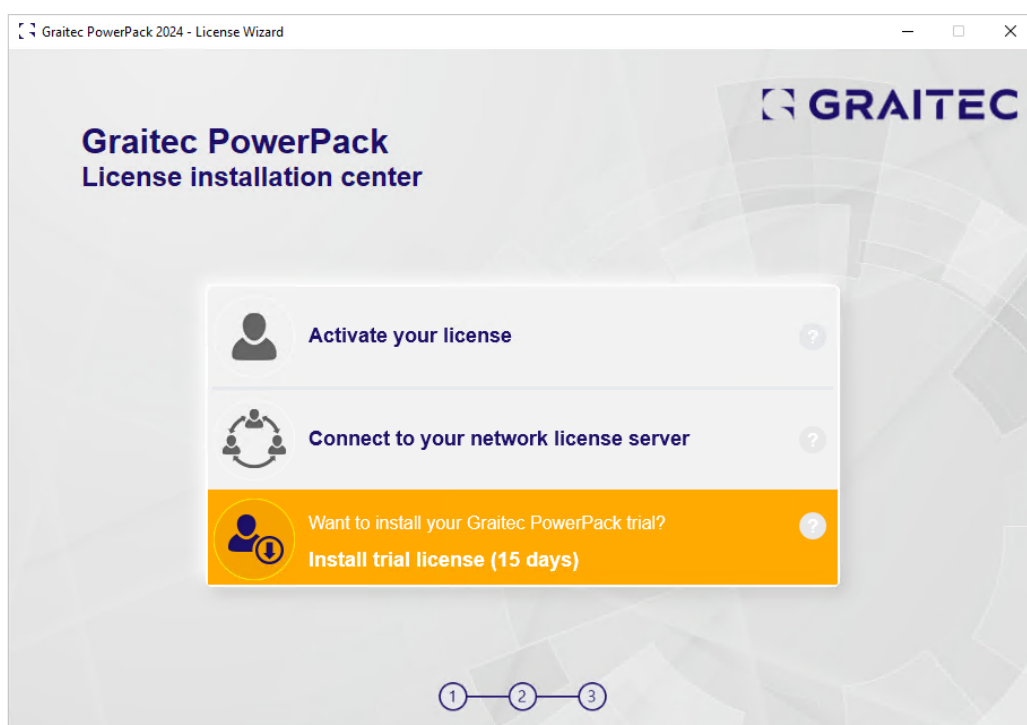 Graitec PowerPack 2024 - License Wizard
GRAITEC
Graitec PowerPack
License installation center
Activate your license
?
Connect to your network license server
?
Want to install your Graitec PowerPack trial?
?
Install trial license (15 days)
1 2 3